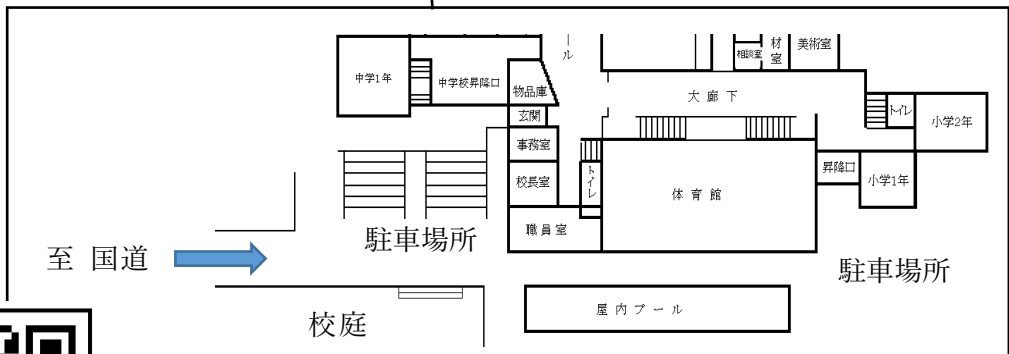 ール
相談室
材室
美術室
中学1年
中学校昇降口
物品庫
大廊下
玄関
トイレ
小学2年
事務室
校長室
トイレ
体育館
昇降口
小学1年
職員室
駐車場所
至 国道
駐車場所
校庭
屋内プール